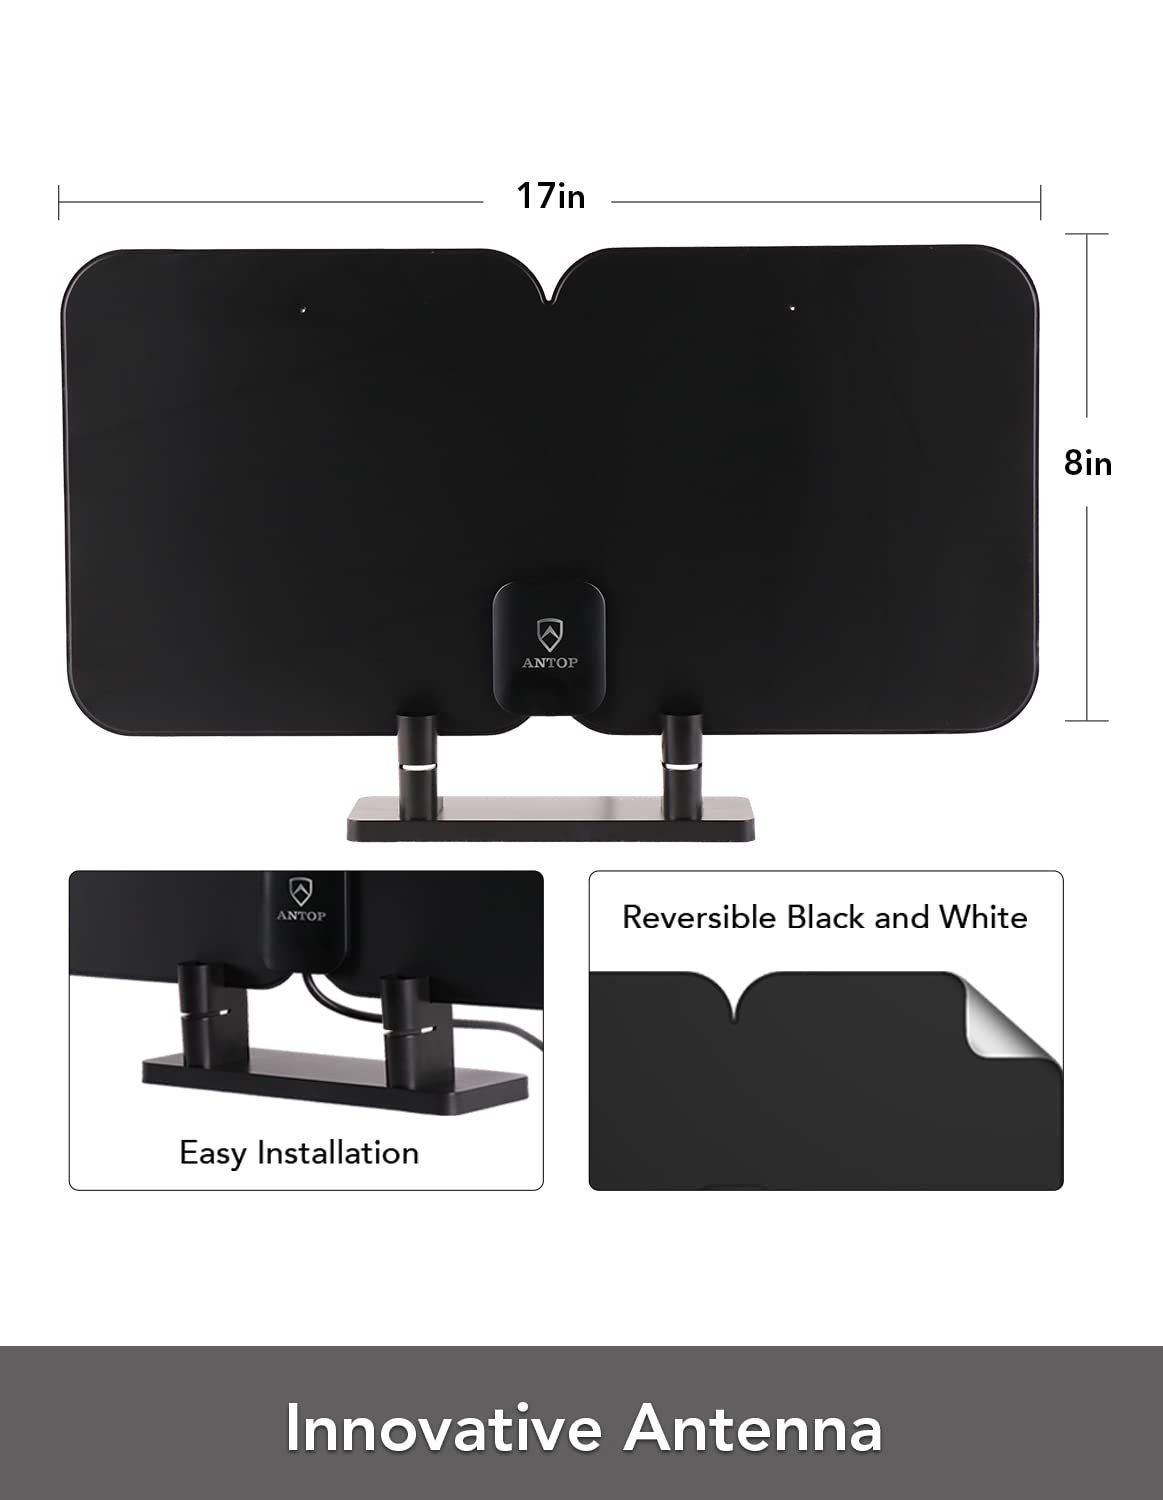 17in
8in
ANTOP
ANTOP
Reversible Black and White
Easy Installation
Innovative Antenna